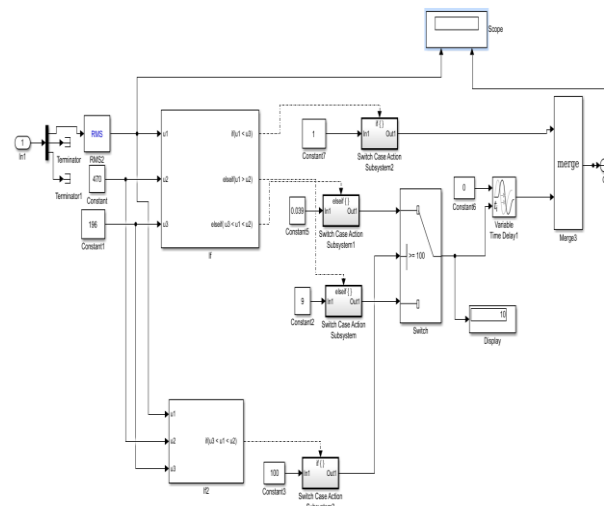 Scope
1
In1
Terminator
Terminator1
RMS
RMS2
470
Constant
196
Constant1
u1
u2
u3
if(u1 < u3)
elseif(u1 > u2)
elseif( u3 < u1 < u2)
If
1
Constant7
if { }
In1 Out1
Switch Case Action
Subsystem2
0.039
Constant5
elseif { }
In1 Out1
Switch Case Action
Subsystem1
9
Constant2
elseif { }
In1 Out1
Switch Case Action
Subsystem
>= 100
Switch
0
Constant6
Variable
Time Delay1
merge
Merge3
10
Display
u1
u2
u3
if(u3 < u1 < u2)
If2
100
Constant3
if { }
In1 Out1
Switch Case Action